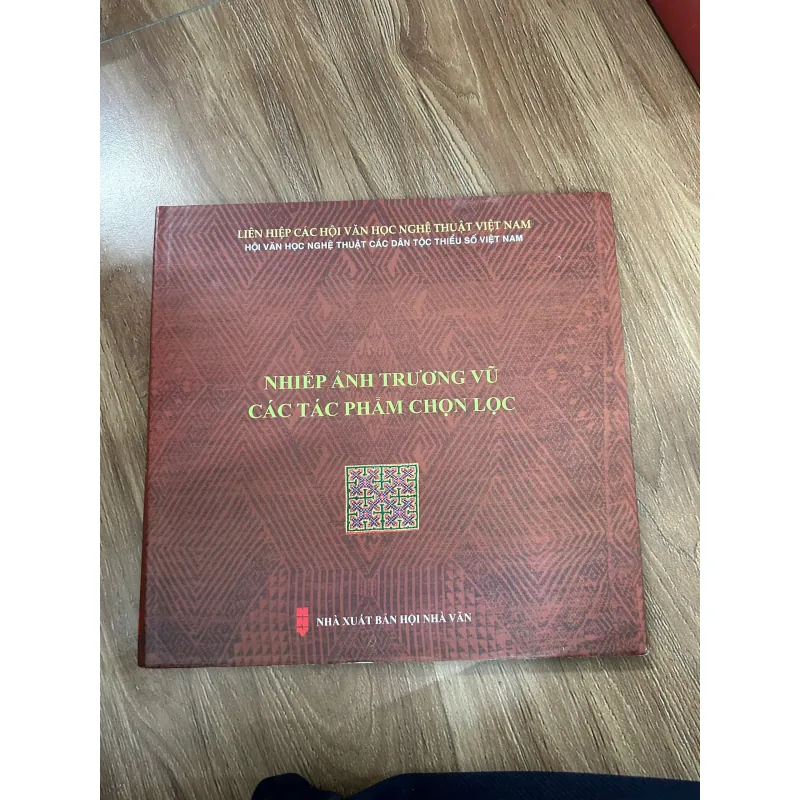 LIÊN HIỆP CÁC HỘI VĂN HỌC NGHỆ THUẬT VIỆT NAM
HỘI VĂN HỌC NGHỆ THUẬT CÁC DÂN TỘC THIỂU SỐ VIỆT NAM
NHIẾP ẢNH TRƯƠNG VŨ
CÁC TÁC PHẨM CHỌN LỌC
NHÀ XUẤT BẢN HỘI NHÀ VĂN